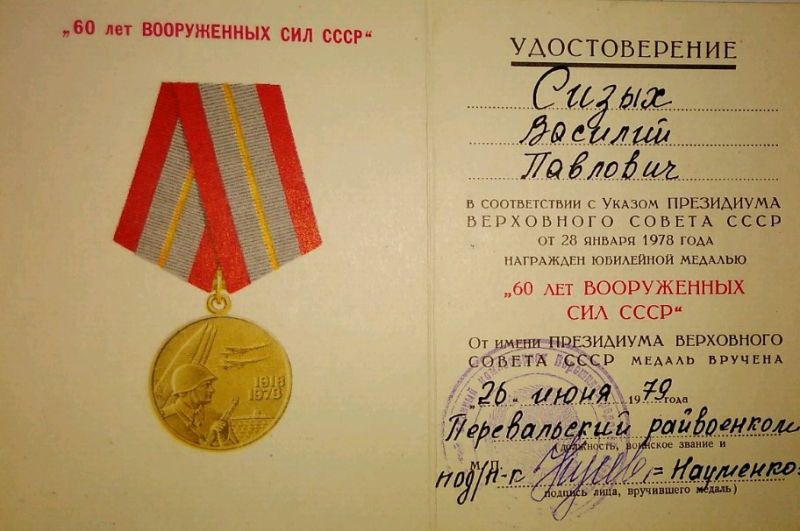 „60 лет ВООРУЖЕННЫХ СИЛ СССР“
1918
1978
УДОСТОВЕРЕНИЕ
Сизых
Василий
Павлович
В СООТВЕТСТВИИ С УКАЗОМ ПРЕЗИДИУМА
ВЕРХОВНОГО СОВЕТА СССР
ОТ 28 ЯНВАРЯ 1978 ГОДА
НАГРАЖДЕН ЮБИЛЕЙНОЙ МЕДАЛЬЮ
„60 ЛЕТ ВООРУЖЕННЫХ
СИЛ СССР“
ОТ ИМЕНИ ПРЕЗИДИУМА ВЕРХОВНОГО
СОВЕТА СССР МЕДАЛЬ ВРУЧЕНА
„26“ июня 1979 года
Перевальский райвоенком
(должность, воинское звание и
М.П. под/п-к =Науменко=
подпись лица, вручившего медаль)